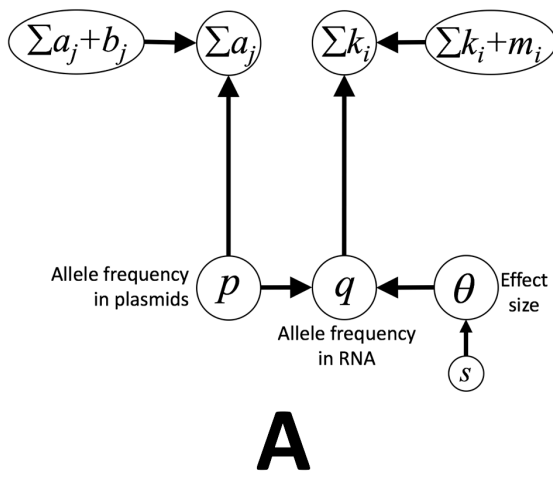 ∑aⱼ+bⱼ
∑aⱼ
∑kᵢ
∑kᵢ+mᵢ
Allele frequency
in plasmids
p
q
θ
Effect
size
Allele frequency
in RNA
s
A